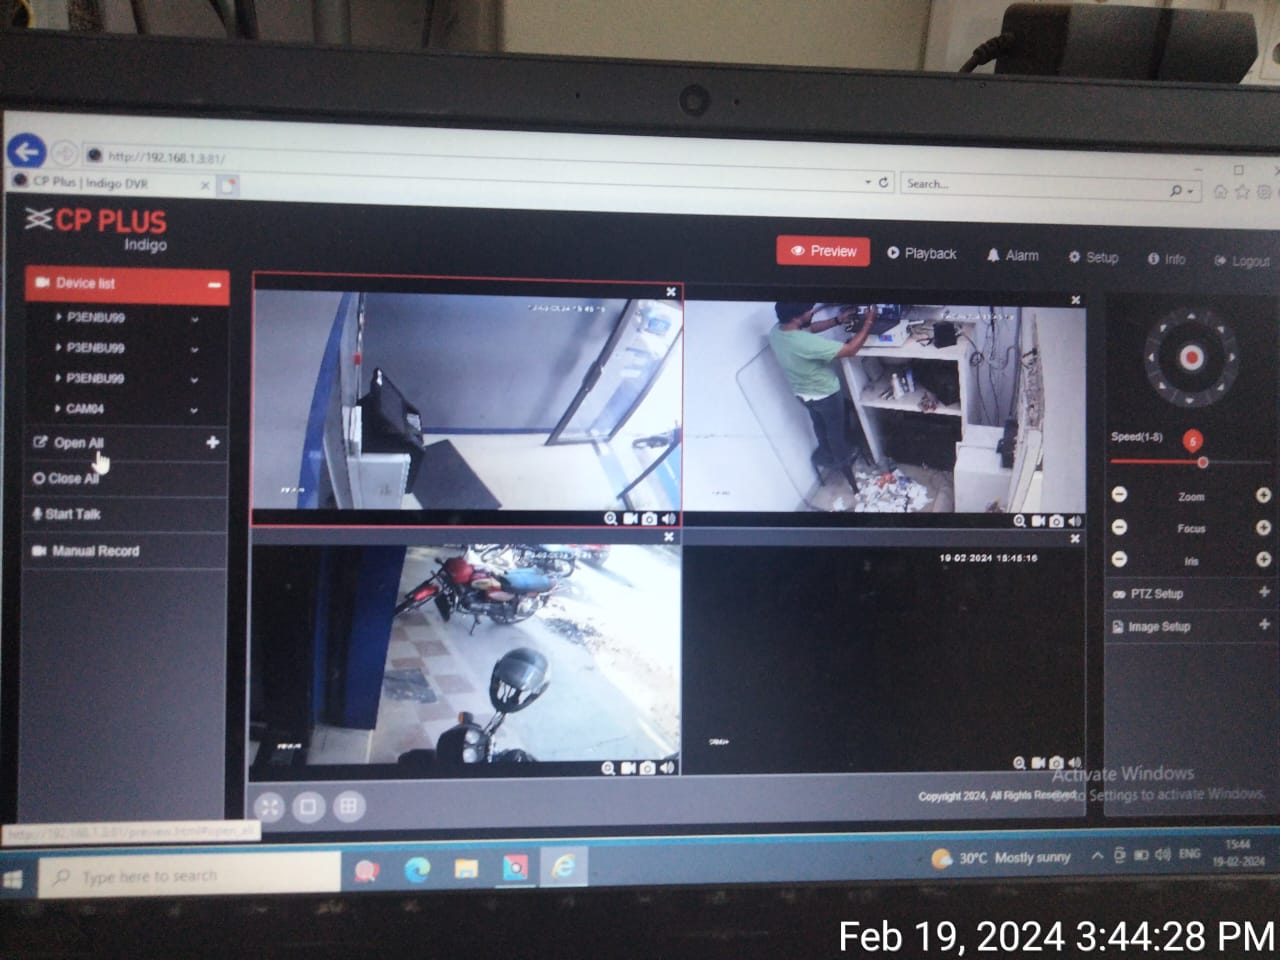 http://192.168.1.3:81/
Search...
CP Plus | Indigo DVR
CP PLUS
Indigo
Preview
Playback
Alarm
Setup
Info
Logout
Device list
P3ENBU99
P3ENBU99
P3ENBU99
CAM04
Open All
Close All
Start Talk
Manual Record
Speed(1-8)
5
Zoom
Focus
Iris
PTZ Setup
Image Setup
19-02-2024 15:45:16
Activate Windows
Go to Settings to activate Windows.
Copyright 2024, All Rights Reserved
Type here to search
30°C Mostly sunny
ENG
15:44
19-02-2024
Feb 19, 2024 3:44:28 PM